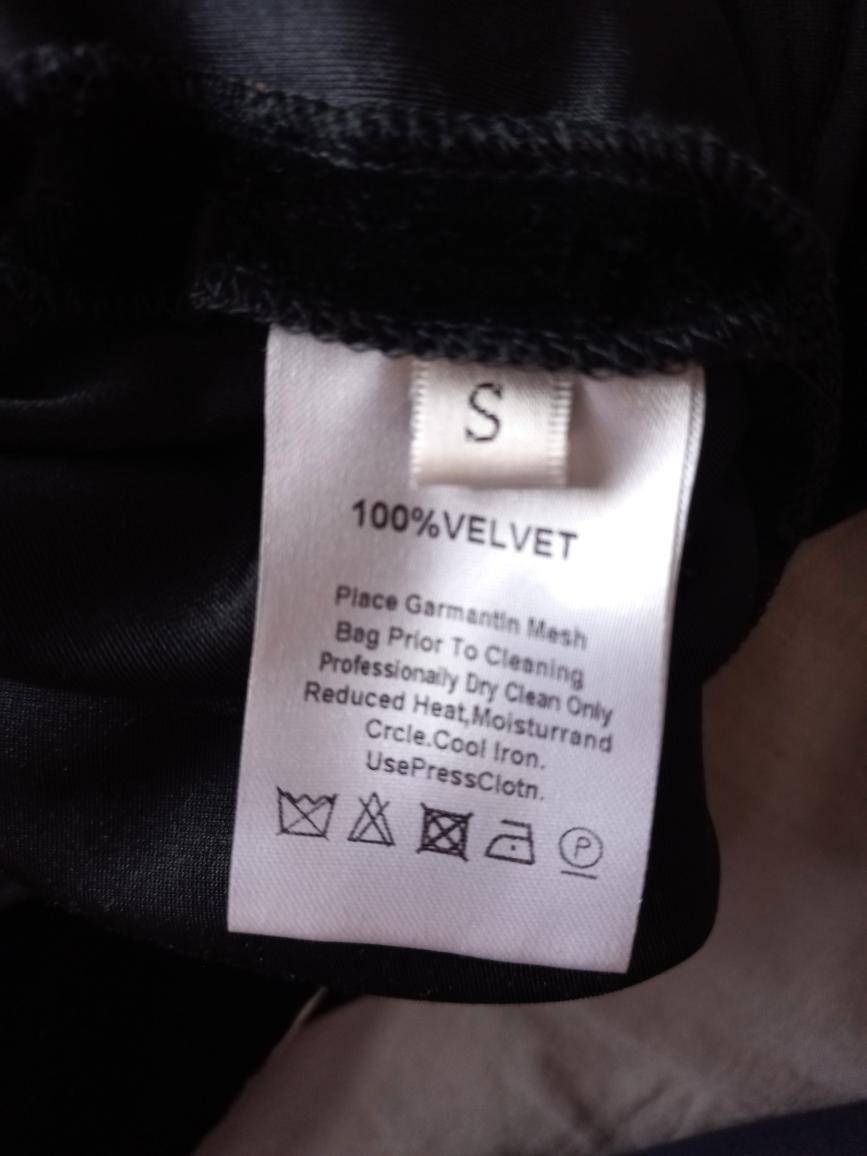 S
100%VELVET
Place Garmantin Mesh
Bag Prior To Cleaning
Professionally Dry Clean Only
Reduced Heat,Moisturrand
Crcle.Cool Iron.
UsePressClotn.
P